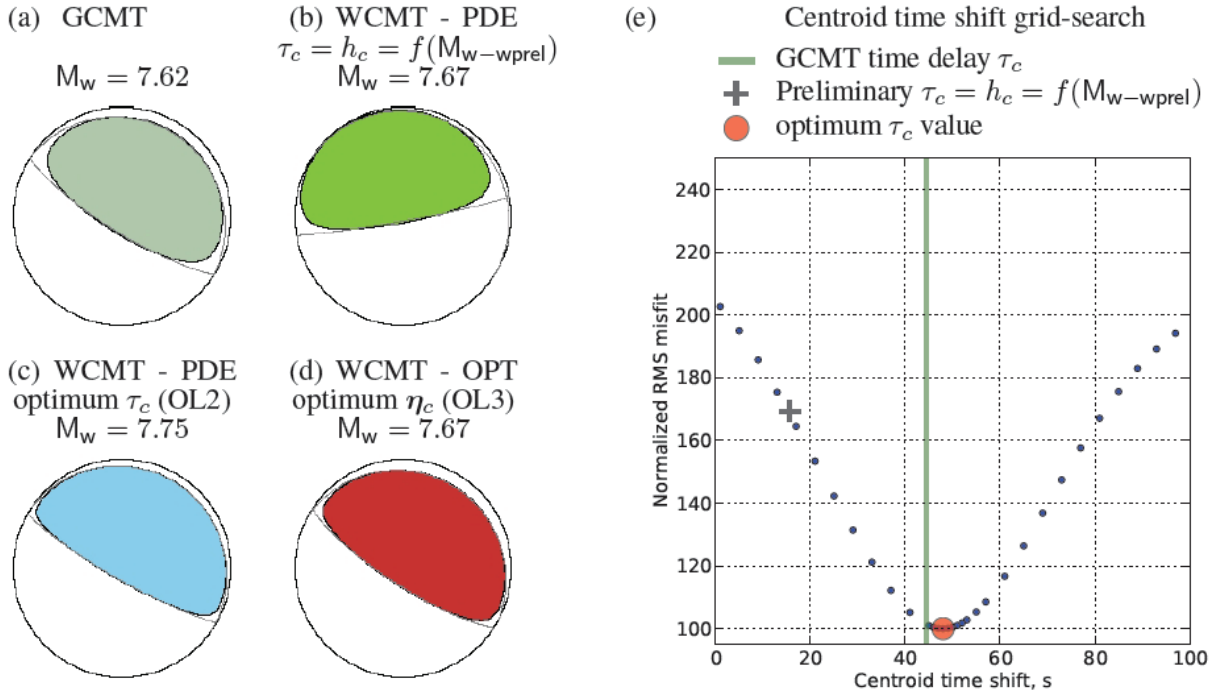 (a) GCMT
M_w = 7.62
(b) WCMT - PDE
τ_c = h_c = f(M_w−wprel)
M_w = 7.67
(c) WCMT - PDE
optimum τ_c (OL2)
M_w = 7.75
(d) WCMT - OPT
optimum η_c (OL3)
M_w = 7.67
(e) Centroid time shift grid-search
GCMT time delay τ_c
Preliminary τ_c = h_c = f(M_w−wprel)
optimum τ_c value
Normalized RMS misfit
240
220
200
180
160
140
120
100
0 20 40 60 80 100
Centroid time shift, s